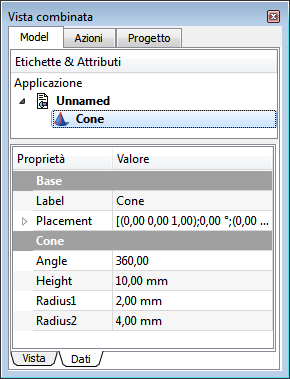 Vista combinata
Model Azioni Progetto
Etichette & Attributi
Applicazione
Unnamed
Cone
Proprietà Valore
Base
Label Cone
Placement [(0,00 0,00 1,00);0,00 °;(0,00 ...
Cone
Angle 360,00
Height 10,00 mm
Radius1 2,00 mm
Radius2 4,00 mm
Vista Dati